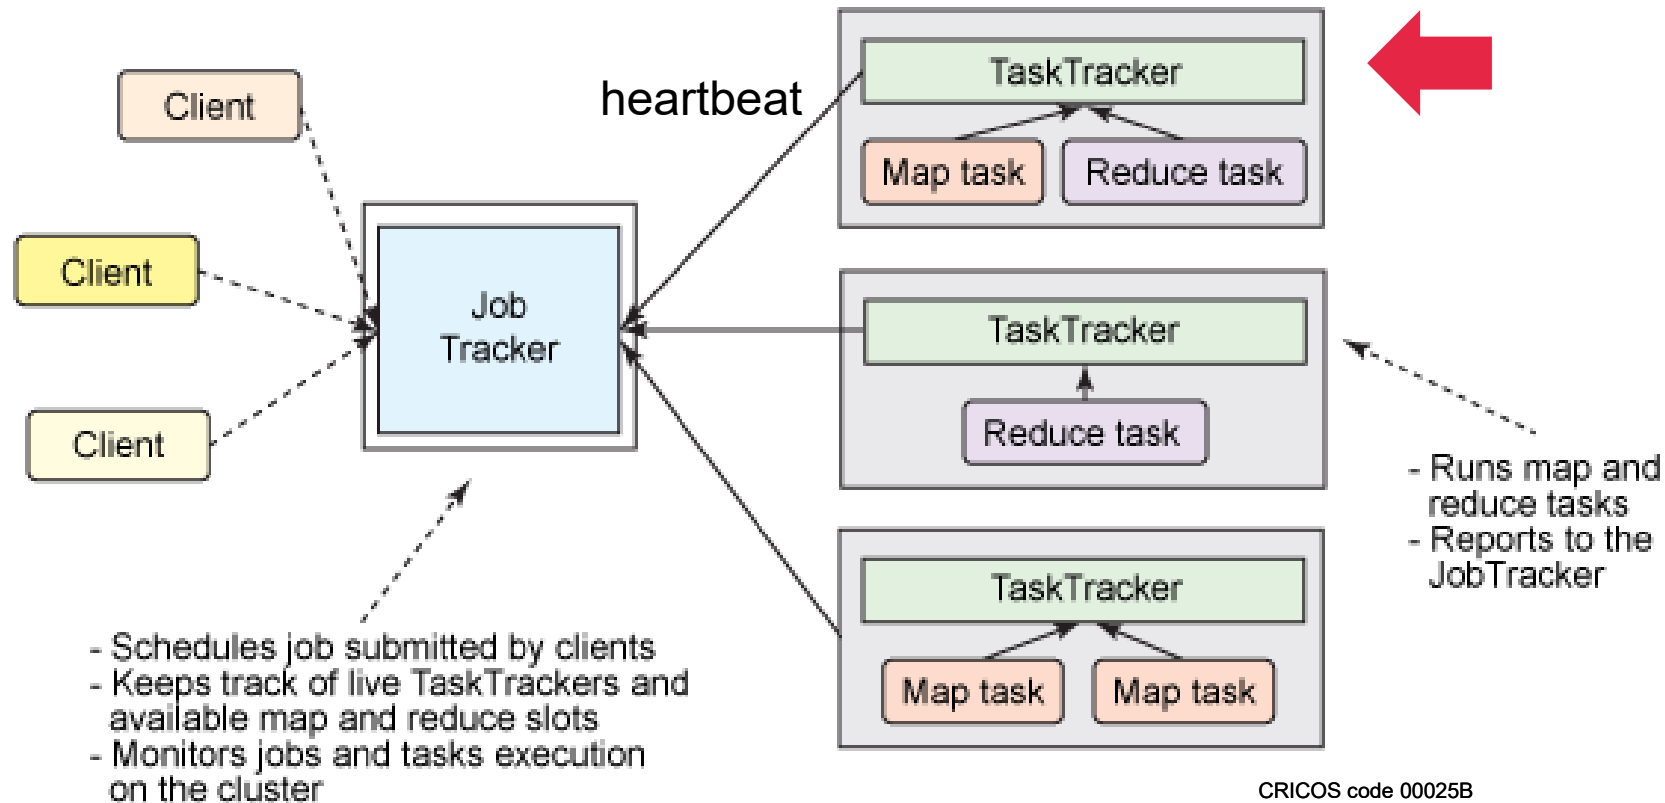 Client
Client
Client
heartbeat
Job
Tracker
TaskTracker
Map task
Reduce task
TaskTracker
Reduce task
TaskTracker
Map task
Map task
- Schedules job submitted by clients
- Keeps track of live TaskTrackers and
available map and reduce slots
- Monitors jobs and tasks execution
on the cluster
- Runs map and
reduce tasks
- Reports to the
JobTracker
CRICOS code 00025B